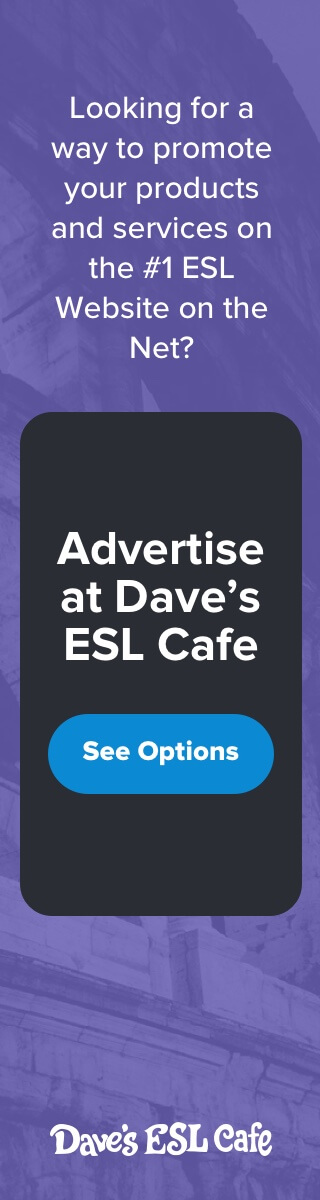 Looking for a
way to promote
your products
and services on
the #1 ESL
Website on the
Net?
Advertise
at Dave’s
ESL Cafe
See Options
Dave's ESL Cafe